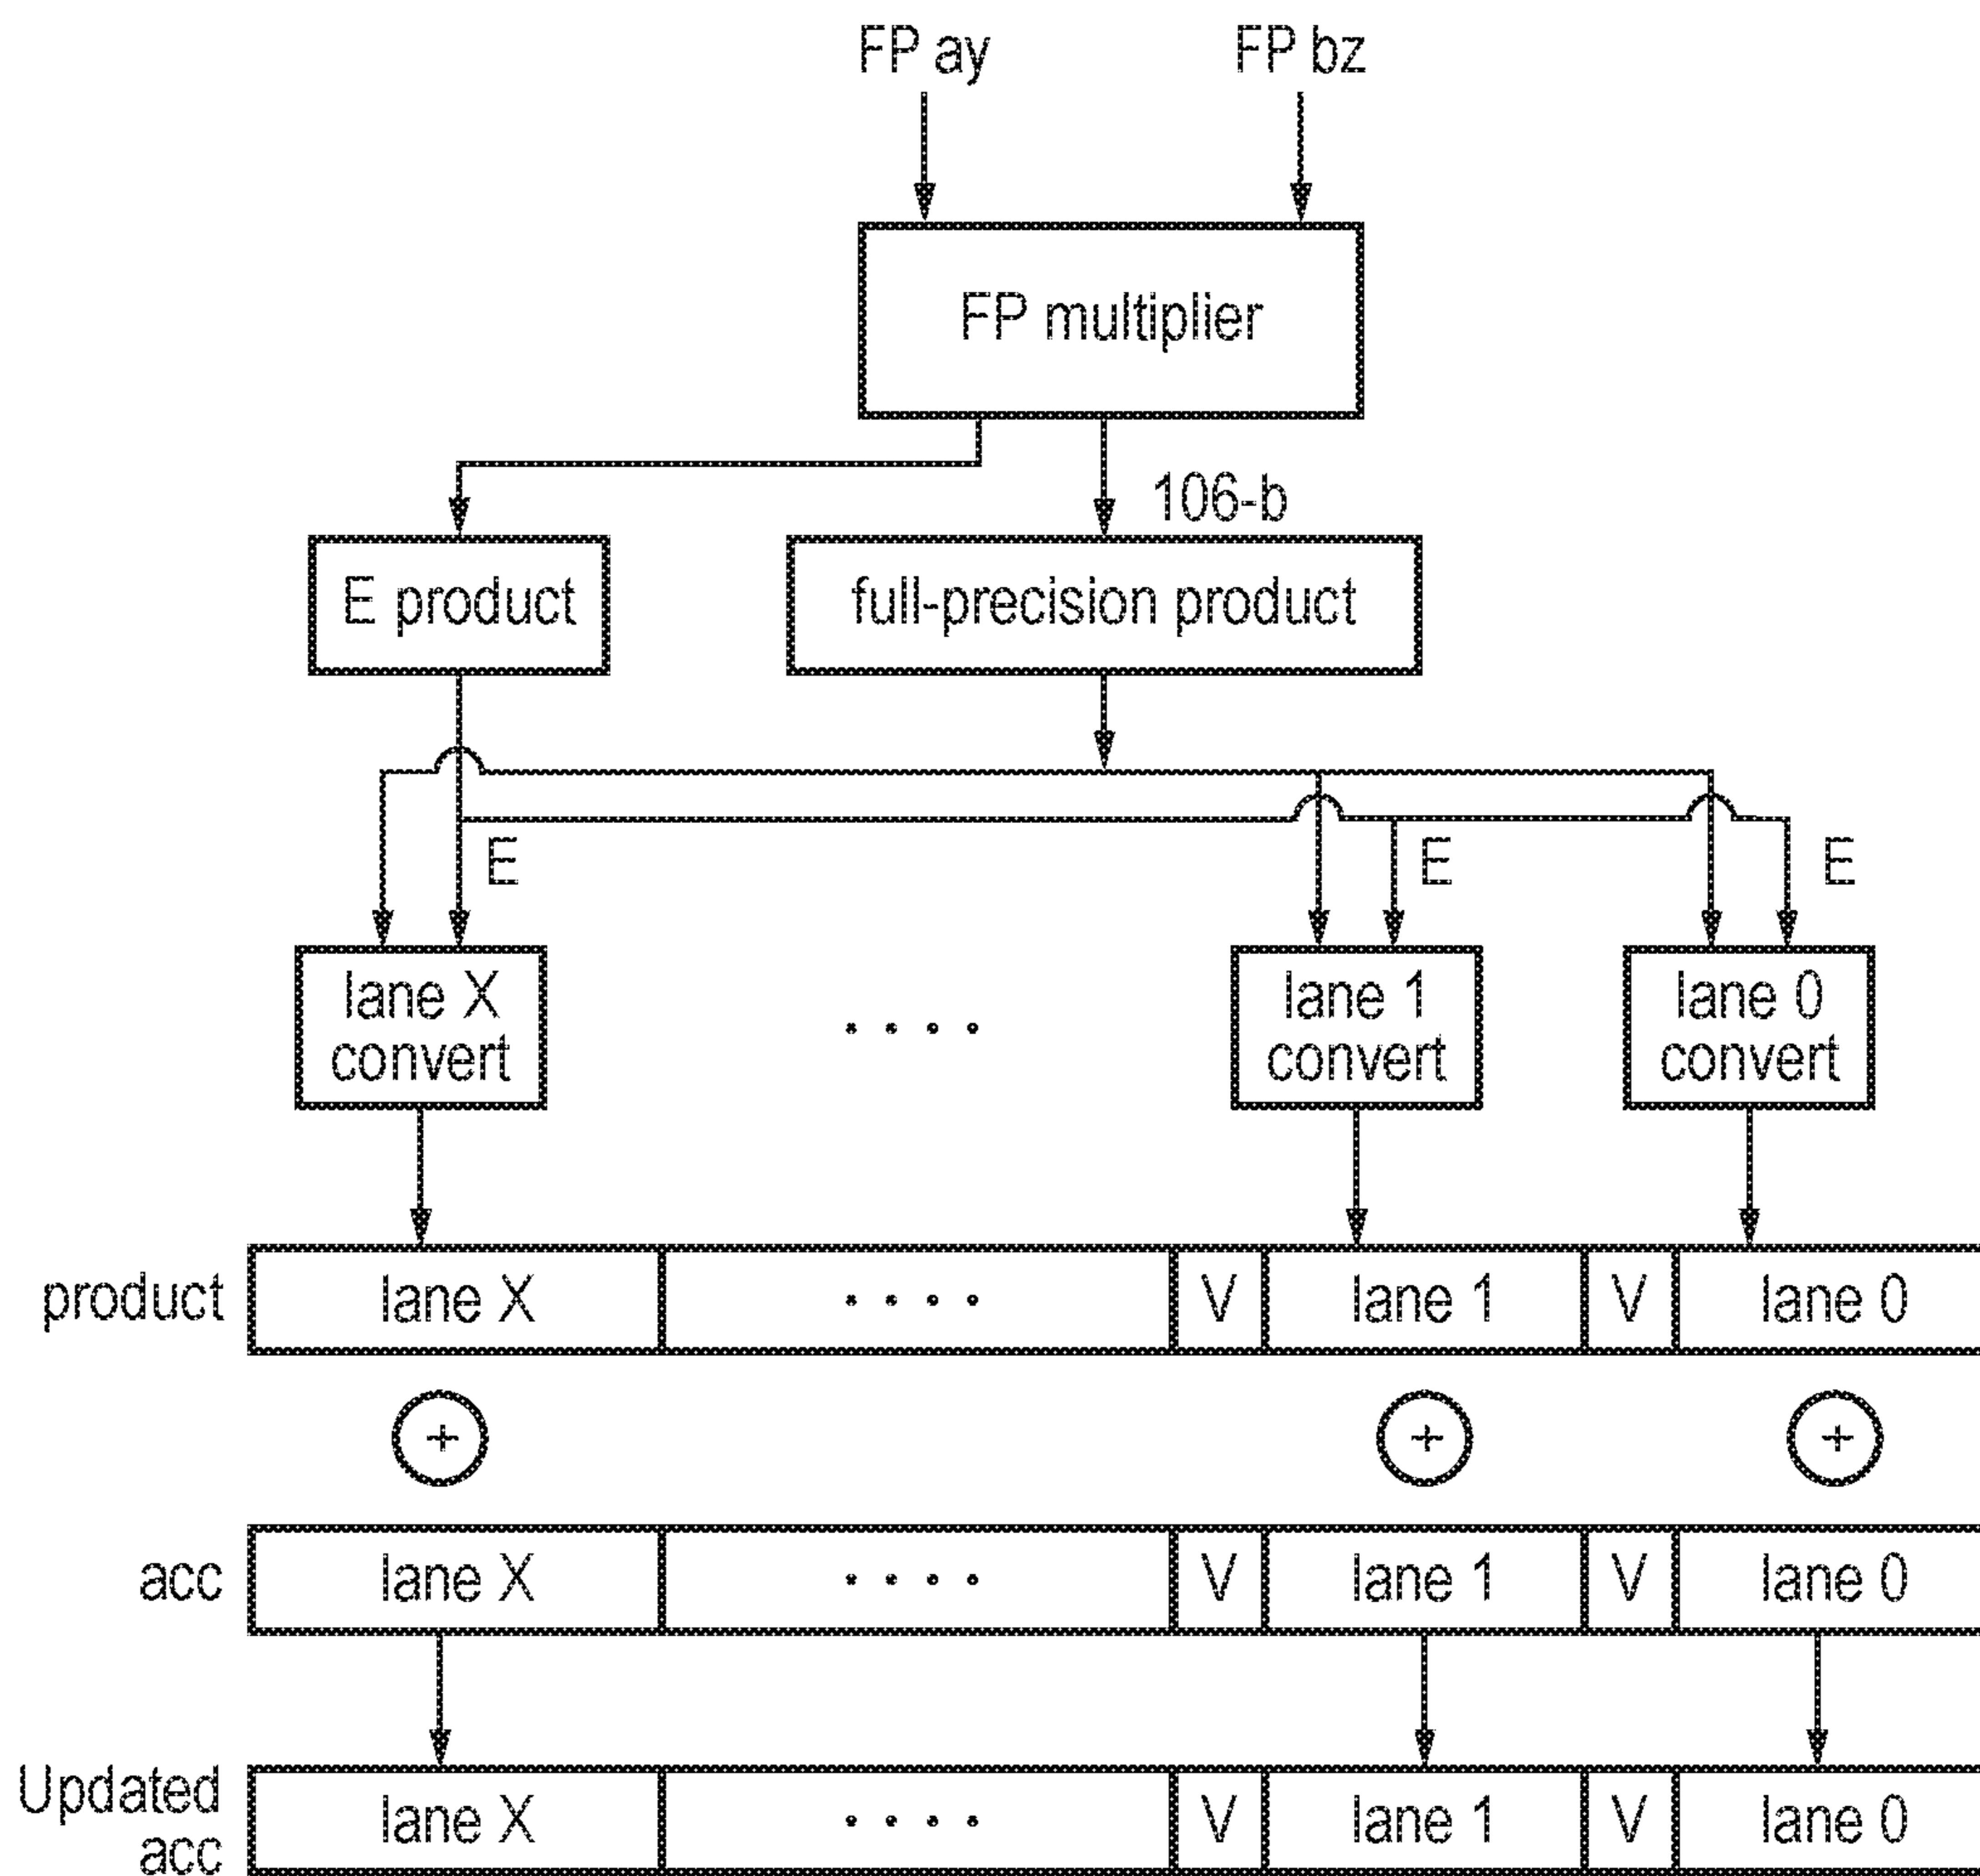 FP ay FP bz
FP multiplier
106-b
E product full-precision product
E E E
lane X
convert
. . . .
lane 1
convert
lane 0
convert
product lane X . . . . V lane 1 V lane 0
+ + +
acc lane X . . . . V lane 1 V lane 0
Updated
acc
lane X . . . . V lane 1 V lane 0